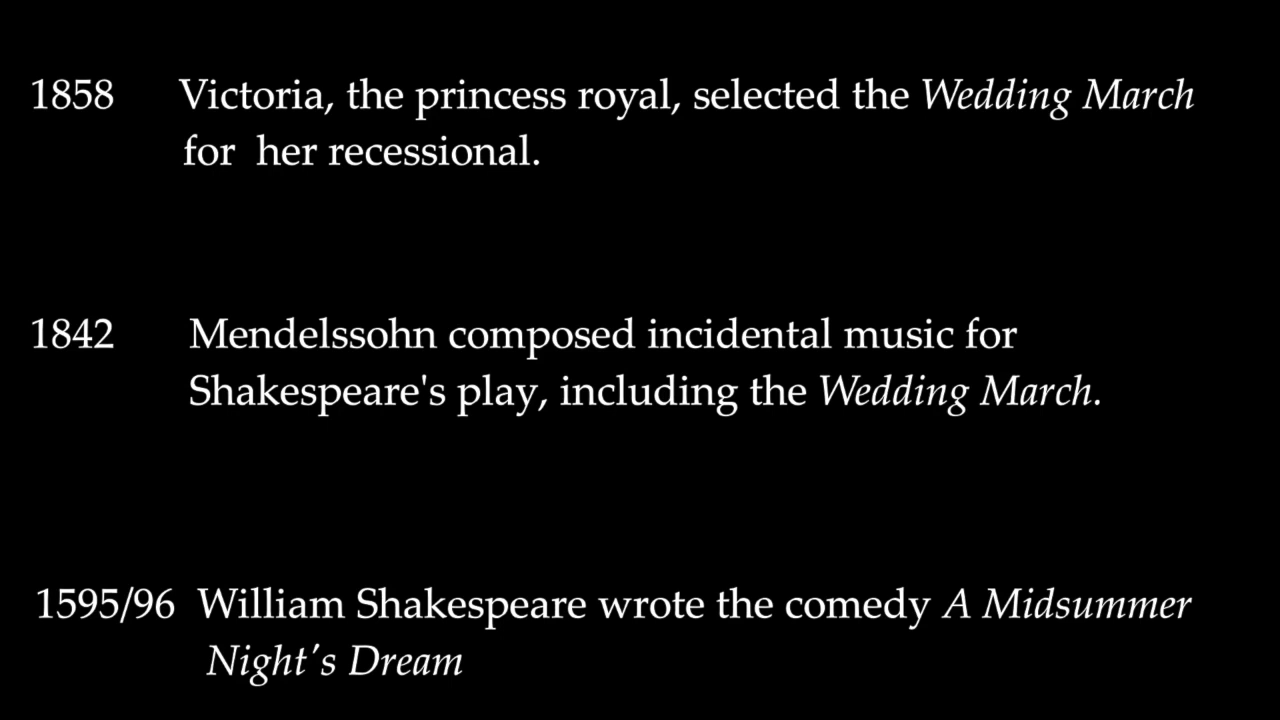 1858 Victoria, the princess royal, selected the Wedding March
for her recessional.
1842 Mendelssohn composed incidental music for
Shakespeare's play, including the Wedding March.
1595/96 William Shakespeare wrote the comedy A Midsummer
Night's Dream